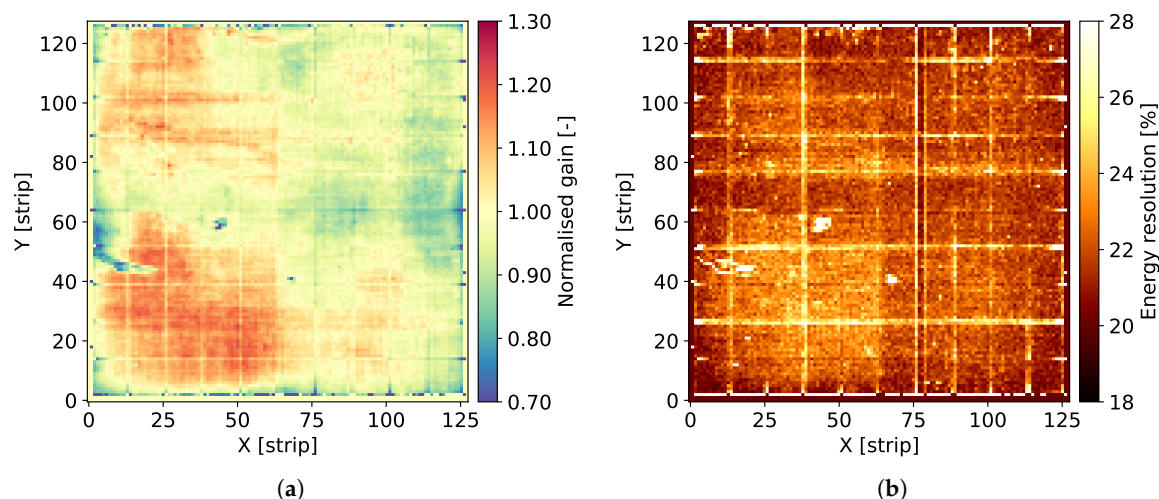 120
100
80
60
40
20
0
0 25 50 75 100 125
Y [strip]
X [strip]
1.30
1.20
1.10
1.00
0.90
0.80
0.70
Normalised gain [-]
(a)
120
100
80
60
40
20
0
0 25 50 75 100 125
Y [strip]
X [strip]
28
26
24
22
20
18
Energy resolution [%]
(b)